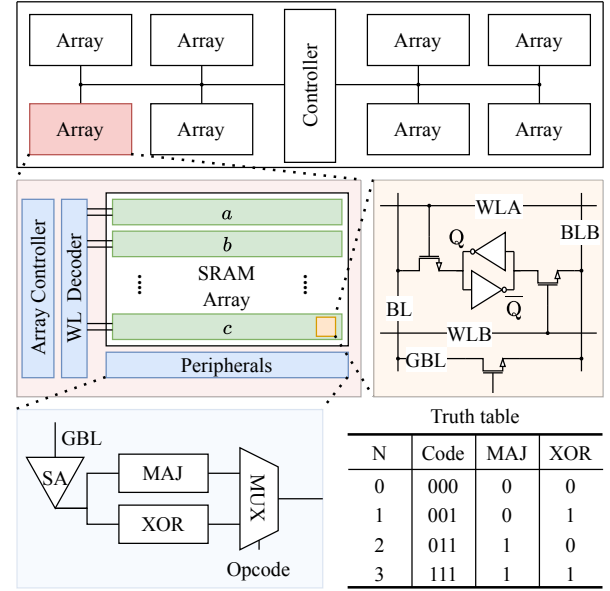 Array Array Controller Array Array
Array Array Array Array
Array Controller
WL Decoder
a
b
SRAM
Array
c
Peripherals
WLA
Q
BLB
BL
Q̅
WLB
GBL
GBL
SA
MAJ
XOR
MUX
Opcode
Truth table
N Code MAJ XOR
0 000 0 0
1 001 0 1
2 011 1 0
3 111 1 1